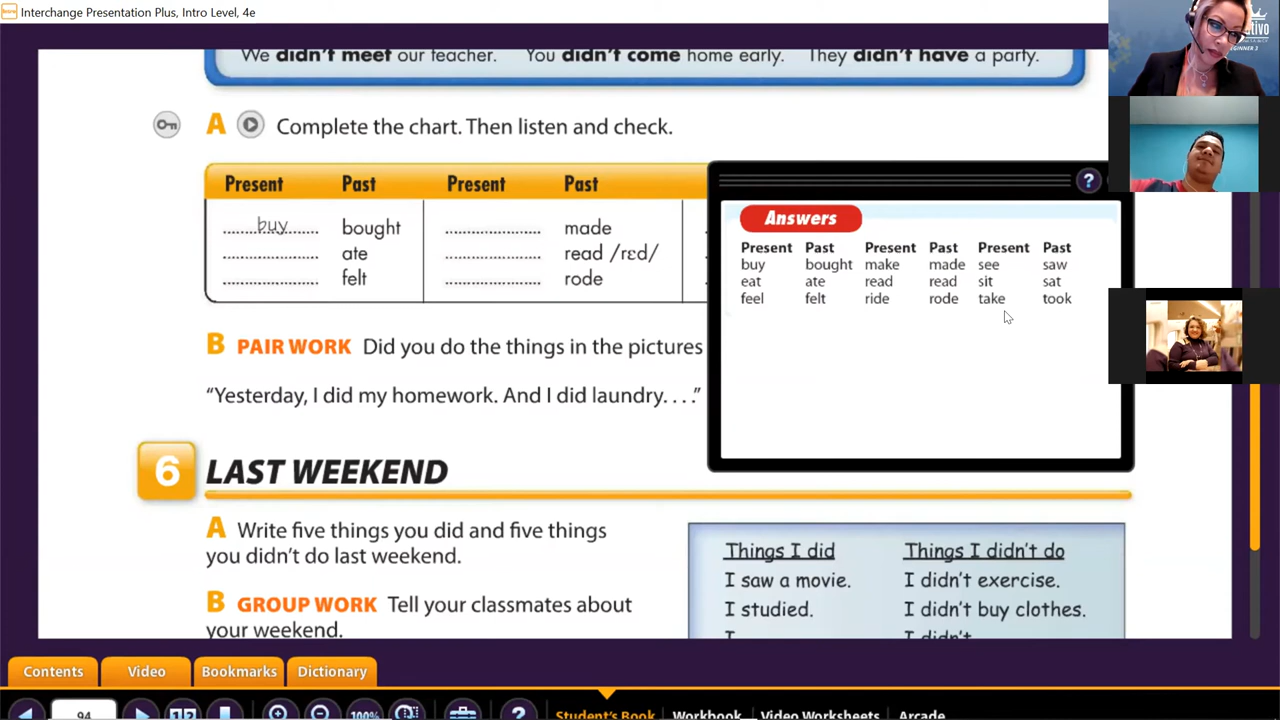 Interchange Presentation Plus, Intro Level, 4e
We didn't meet our teacher. You didn't come home early. They didn't have a party.
A Complete the chart. Then listen and check.
Present Past Present Past
buy bought made
ate read /rɛd/
felt rode
?
Answers
Present Past Present Past Present Past
buy bought make made see saw
eat ate read read sit sat
feel felt ride rode take took
B PAIR WORK Did you do the things in the pictures
“Yesterday, I did my homework. And I did laundry. . . .”
6 LAST WEEKEND
A Write five things you did and five things
you didn't do last weekend.
B GROUP WORK Tell your classmates about
your weekend.
Things I did Things I didn't do
I saw a movie. I didn't exercise.
I studied. I didn't buy clothes.
I I didn't
Contents Video Bookmarks Dictionary
94 1 2 100% ? Student's Book Workbook Video Worksheets Arcade